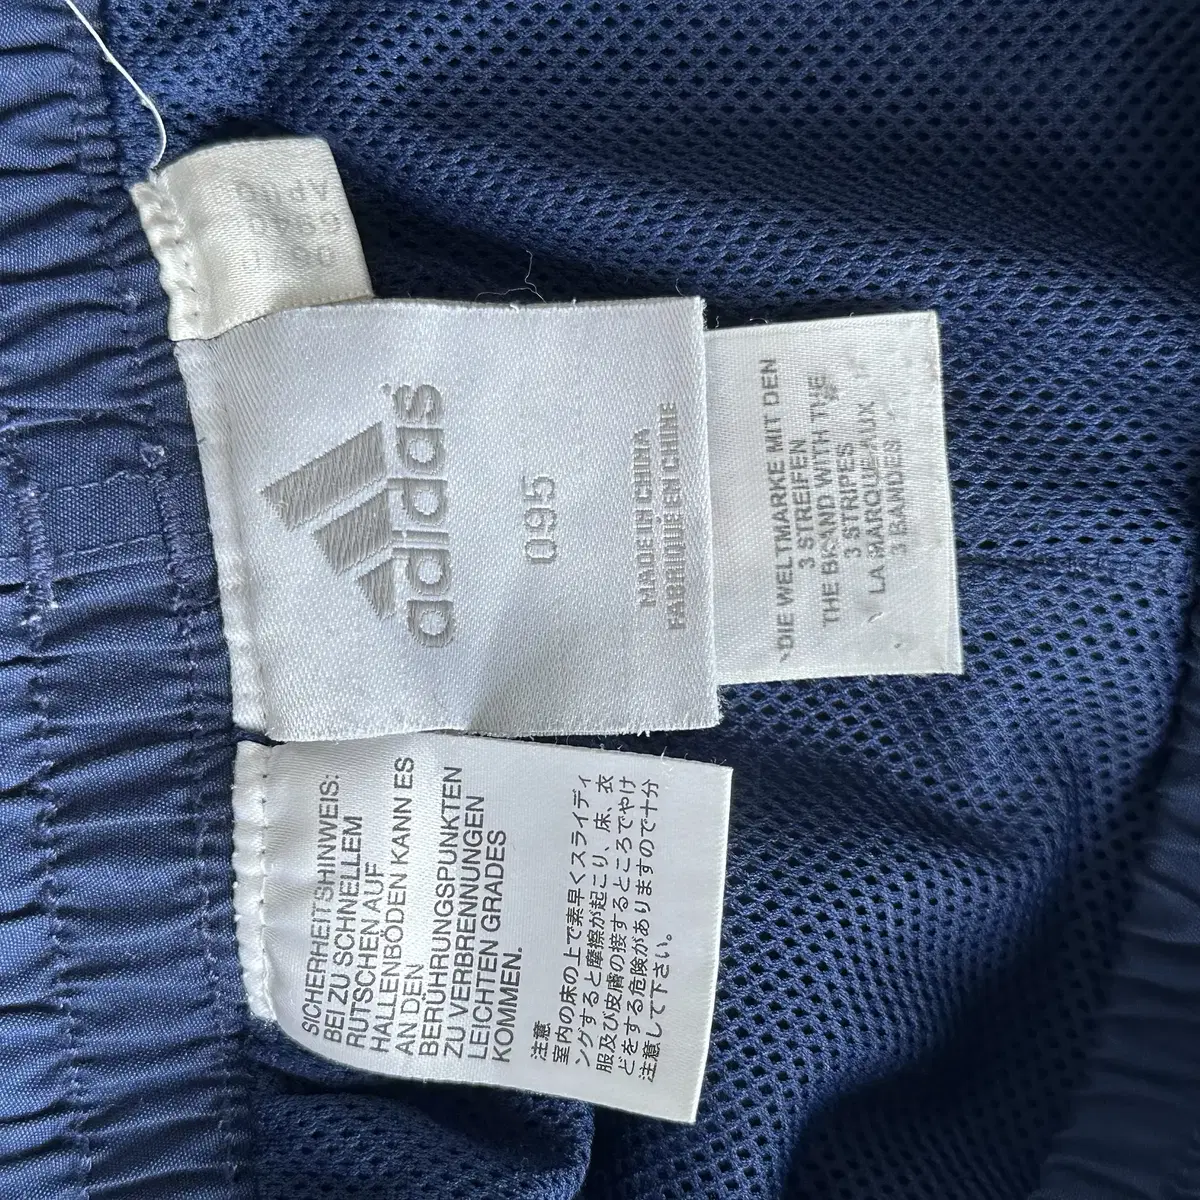 adidas
095
MADE IN CHINA
FABRIQUE EN CHINE
DIE WELTMARKE MIT DEN
3 STREIFEN
THE BRAND WITH THE
3 STRIPES
LA MARQUE AUX
3 BANDES
SICHERHEITSHINWEIS:
BEI ZU SCHNELLEM
RUTSCHEN AUF
HALLENBÖDEN KANN ES
AN DEN
BERÜHRUNGSPUNKTEN
ZU VERBRENNUNGEN
LEICHTEN GRADES
KOMMEN.
注意
室内の床の上で素早くスライディ
ングすると摩擦が起こり、床、衣
服及び皮膚の接するところでやけ
どをする危険がありますので十分
注意して下さい。